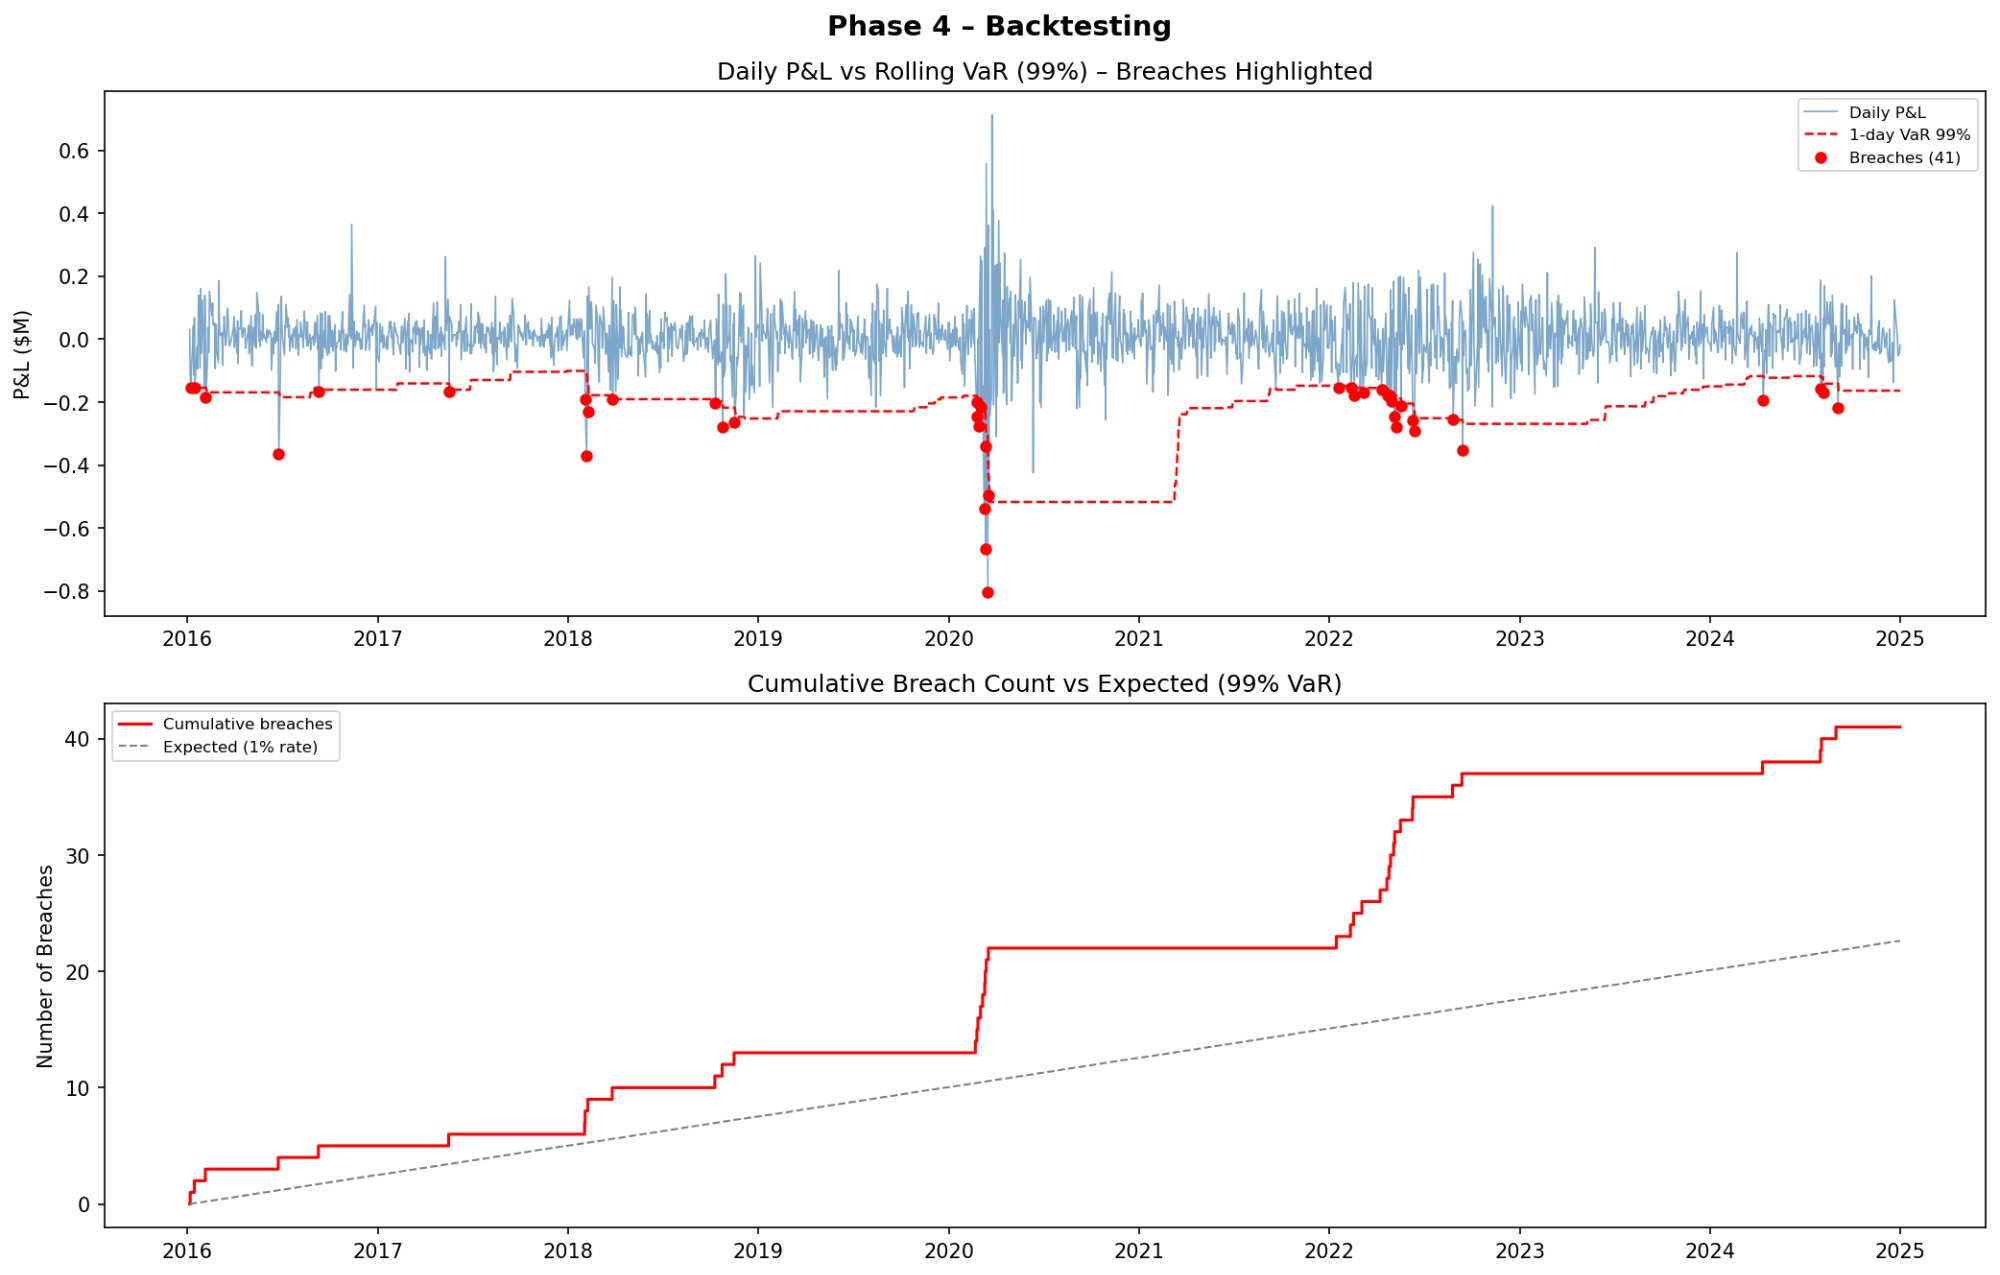 Phase 4 – Backtesting
Daily P&L vs Rolling VaR (99%) – Breaches Highlighted
P&L ($M)
0.6
0.4
0.2
0.0
−0.2
−0.4
−0.6
−0.8
Daily P&L
1-day VaR 99%
Breaches (41)
2016 2017 2018 2019 2020 2021 2022 2023 2024 2025
Cumulative Breach Count vs Expected (99% VaR)
Number of Breaches
40
30
20
10
0
Cumulative breaches
Expected (1% rate)
2016 2017 2018 2019 2020 2021 2022 2023 2024 2025